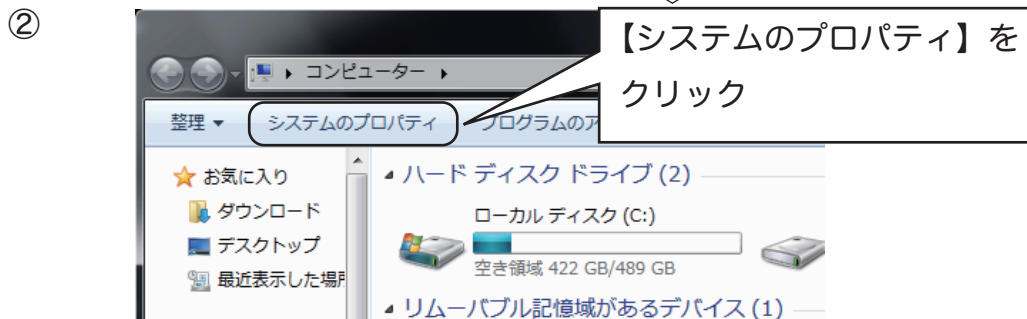 ②
【システムのプロパティ】を
クリック
コンピューター
整理 システムのプロパティ プログラムのア
お気に入り
ダウンロード
デスクトップ
最近表示した場所
ハード ディスク ドライブ (2)
ローカル ディスク (C:)
空き領域 422 GB/489 GB
リムーバブル記憶域があるデバイス (1)